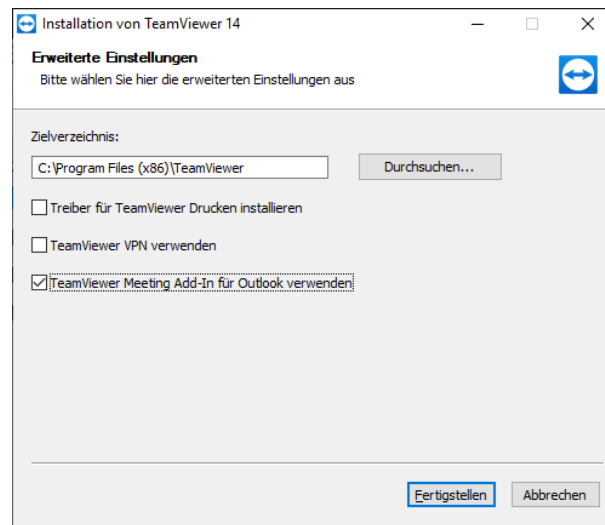 Installation von TeamViewer 14
Erweiterte Einstellungen
Bitte wählen Sie hier die erweiterten Einstellungen aus
Zielverzeichnis:
C:\Program Files (x86)\TeamViewer
Durchsuchen...
Treiber für TeamViewer Drucken installieren
TeamViewer VPN verwenden
TeamViewer Meeting Add-In für Outlook verwenden
Fertigstellen
Abbrechen